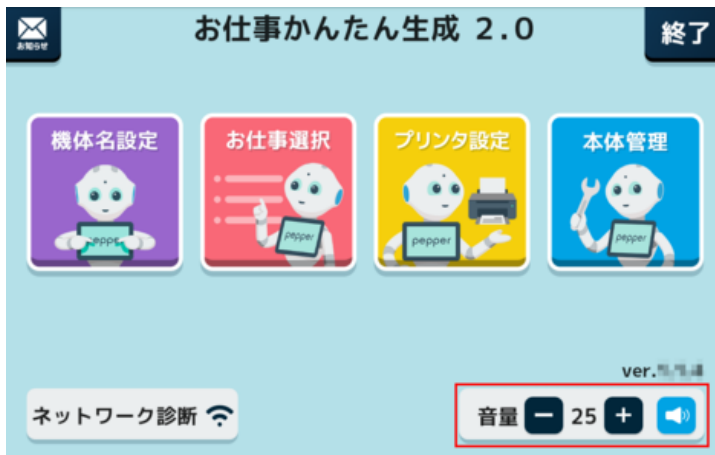 お知らせ
お仕事かんたん生成 2.0
終了
機体名設定
お仕事選択
プリンタ設定
本体管理
pepper
pepper
pepper
ver.
ネットワーク診断
音量 − 25 +